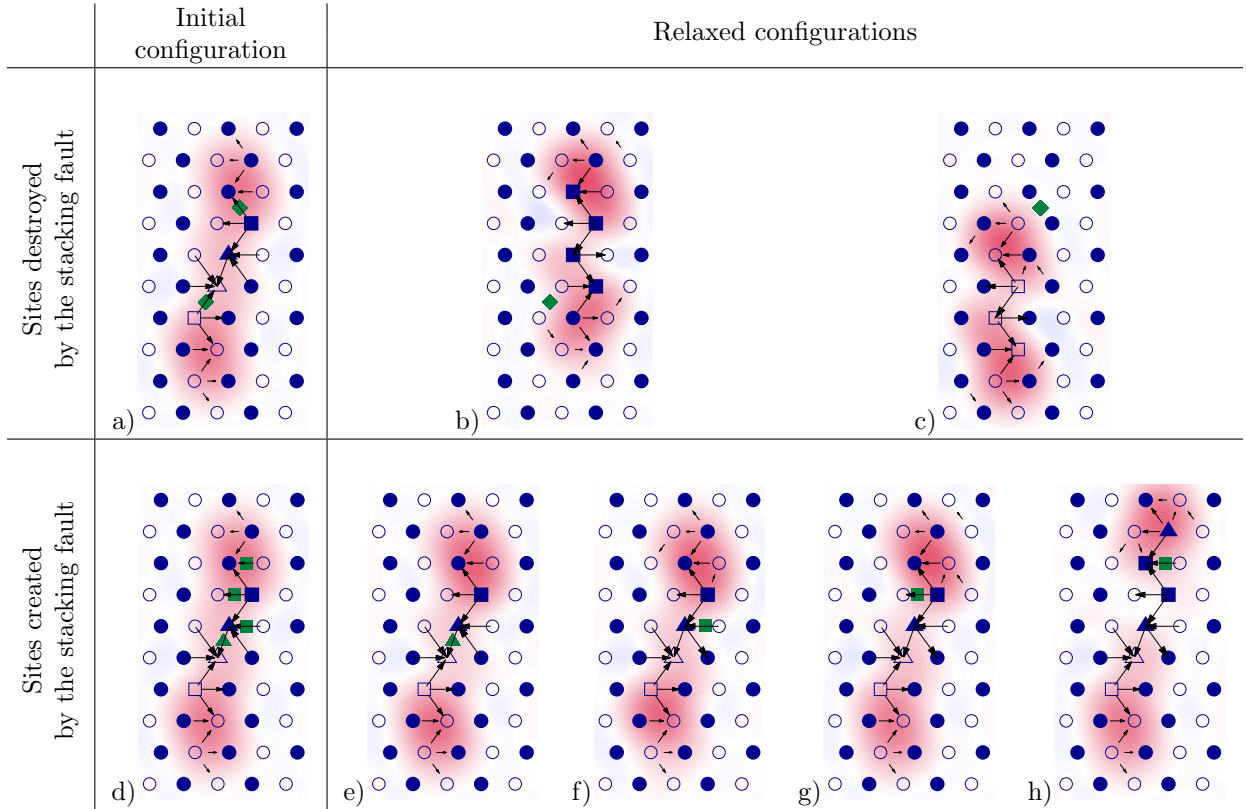 Initial
configuration
Relaxed configurations
Sites destroyed
by the stacking fault
a)
b)
c)
Sites created
by the stacking fault
d)
e)
f)
g)
h)